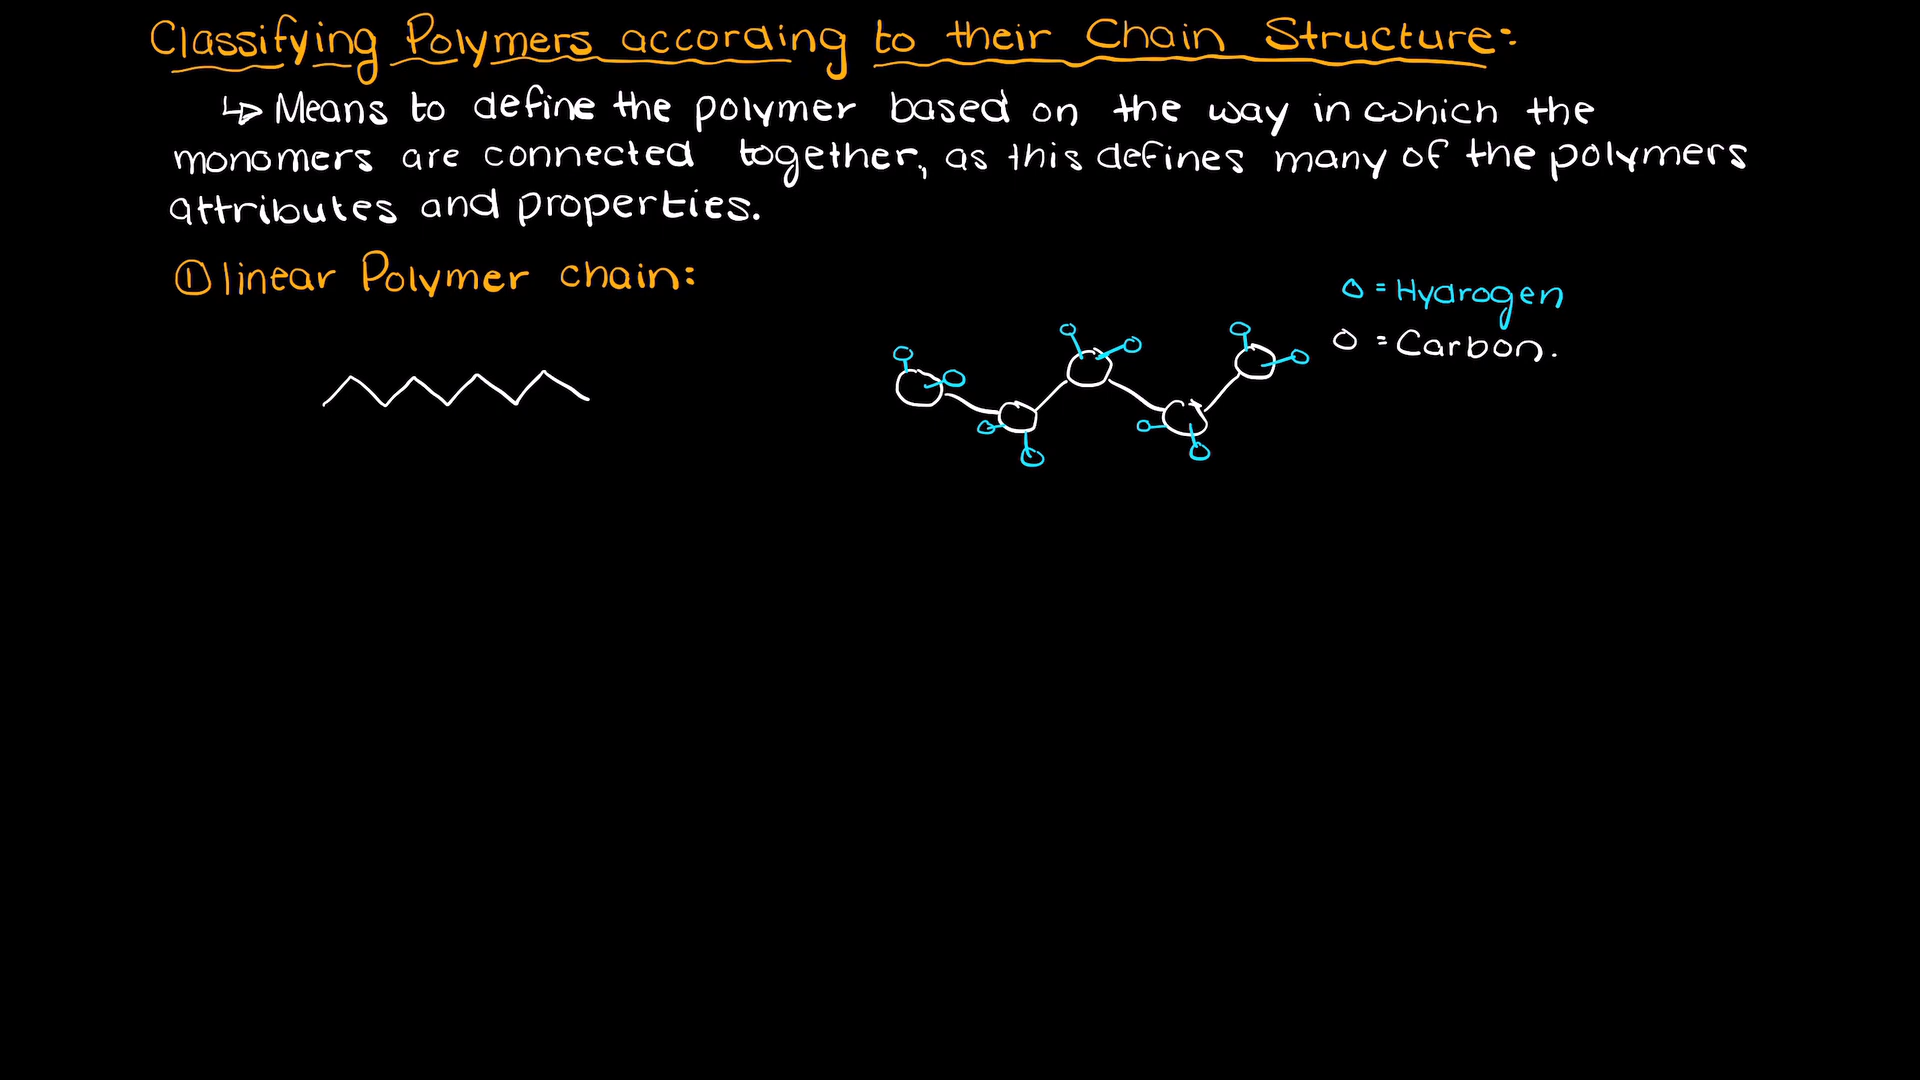 Classifying Polymers according to their Chain Structure:
↳ Means to define the polymer based on the way in which the
monomers are connected together, as this defines many of the polymers
attributes and properties.
① linear Polymer chain:
O = Hydrogen
O = Carbon.